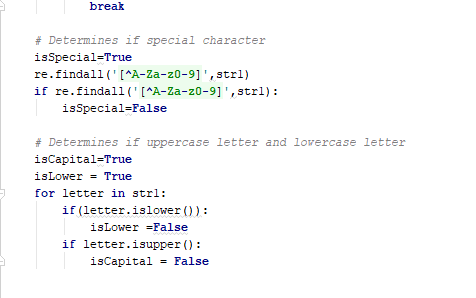 break
# Determines if special character
isSpecial=True
re.findall('[^A-Za-z0-9]',str1)
if re.findall('[^A-Za-z0-9]',str1):
isSpecial=False
# Determines if uppercase letter and lowercase letter
isCapital=True
isLower = True
for letter in str1:
if(letter.islower()):
isLower =False
if letter.isupper():
isCapital = False